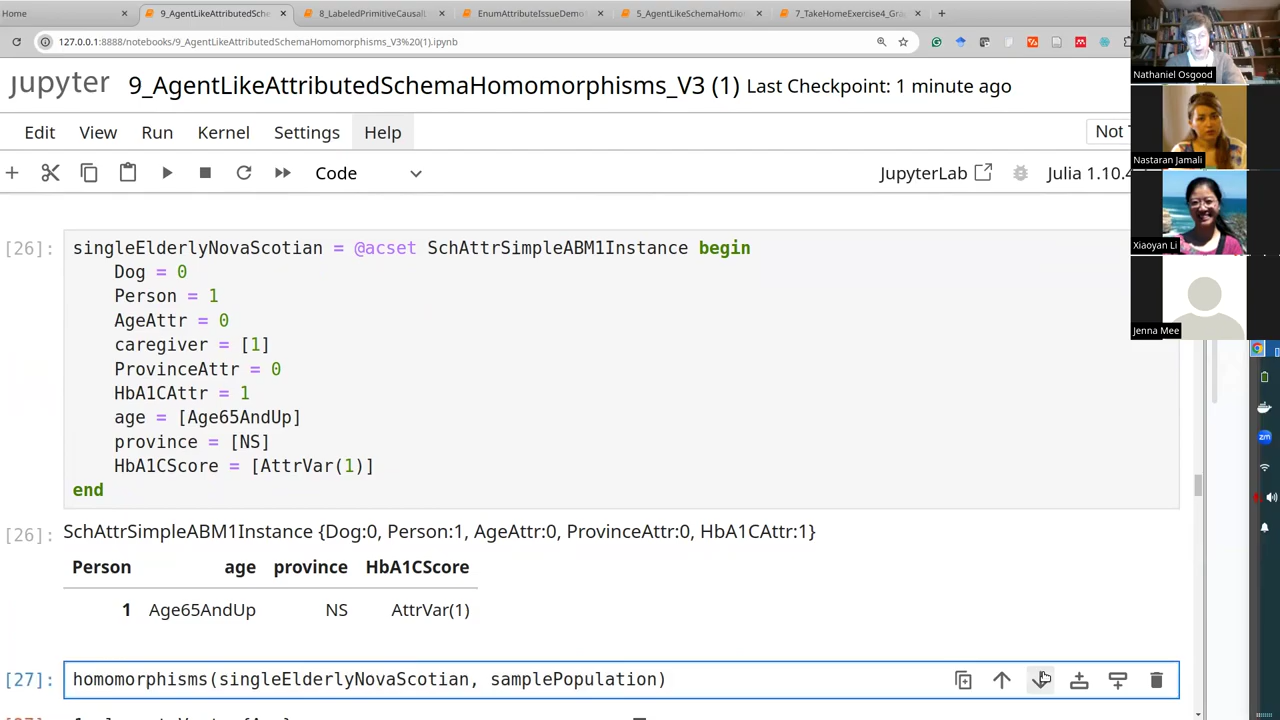 Home
9_AgentLikeAttributedSche
8_LabeledPrimitiveCausal
EnumAttributeIssueDemo
5_AgentLikeSchemaHomo
7_TakeHomeExercise4_Gra
127.0.0.1:8888/notebooks/9_AgentLikeAttributedSchemaHomomorphisms_V3%20(1).ipynb
Nathaniel Osgood
jupyter 9_AgentLikeAttributedSchemaHomomorphisms_V3 (1) Last Checkpoint: 1 minute ago
Edit View Run Kernel Settings Help Not
Nastaran Jamali
Code JupyterLab Julia 1.10.4
Xiaoyan Li
[26]: singleElderlyNovaScotian = @acset SchAttrSimpleABM1Instance begin
Dog = 0
Person = 1
AgeAttr = 0
Jenna Mee
caregiver = [1]
ProvinceAttr = 0
HbA1CAttr = 1
age = [Age65AndUp]
province = [NS]
HbA1CScore = [AttrVar(1)]
end
zm
[26]: SchAttrSimpleABM1Instance {Dog:0, Person:1, AgeAttr:0, ProvinceAttr:0, HbA1CAttr:1}
Person age province HbA1CScore
1 Age65AndUp NS AttrVar(1)
[27]: homomorphisms(singleElderlyNovaScotian, samplePopulation)